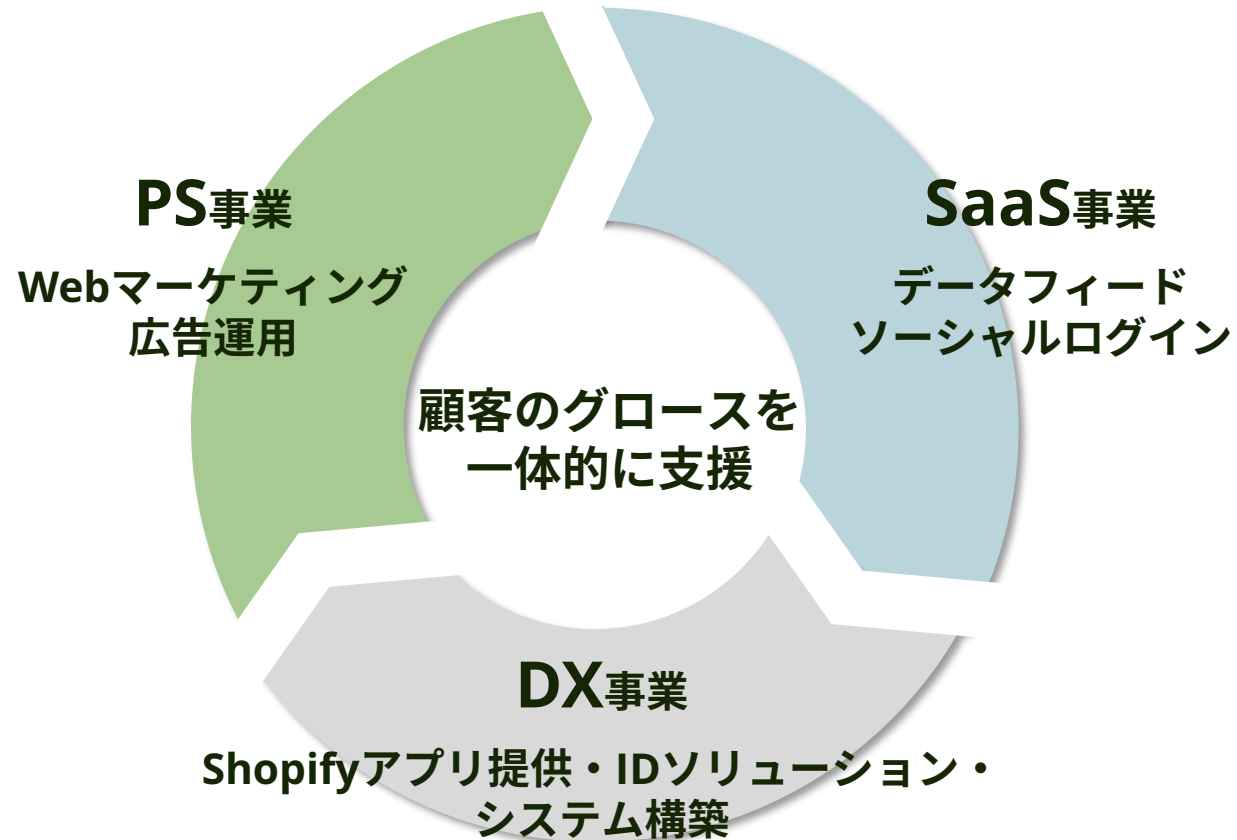 PS事業
Webマーケティング
広告運用
SaaS事業
データフィード
ソーシャルログイン
顧客のグロースを
一体的に支援
DX事業
Shopifyアプリ提供・IDソリューション・
システム構築